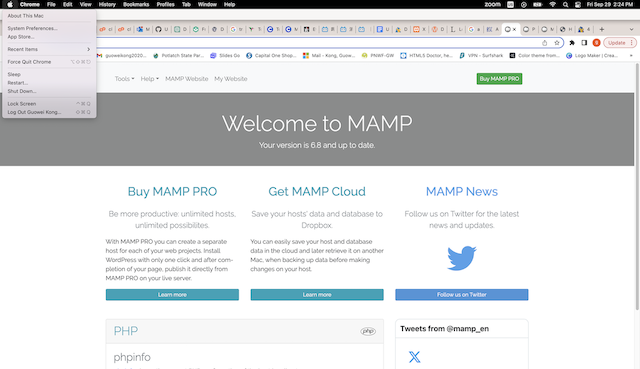 Chrome File Edit View History Bookmarks Profiles Tab Window Help
zoom
Fri Sep 29 2:24 PM
About This Mac
System Preferences...
App Store...
Recent Items
Force Quit Chrome
Sleep
Restart...
Shut Down...
Lock Screen
Log Out Guowei Kong...
Update
guoweikong2020...
Potlatch State Par...
Slides Go
Capital One Shop...
Mail - Kong, Guowe...
PNWF-GW
HTML5 Doctor, he...
VPN - Surfshark
Color theme from...
Logo Maker | Crea...
Tools Help MAMP Website My Website
Buy MAMP PRO
Welcome to MAMP
Your version is 6.8 and up to date.
Buy MAMP PRO
Be more productive: unlimited hosts,
unlimited possibilites.
With MAMP PRO you can create a separate
host for each of your web projects. Install
WordPress with only one click and after com-
pletion of your page, publish it directly from
MAMP PRO on your live server.
Learn more
Get MAMP Cloud
Save your hosts' data and database to
Dropbox.
You can easily save your host and database
data in the cloud and later retrieve it on another
Mac, when backing up data before making
changes on your host.
Learn more
MAMP News
Follow us on Twitter for the latest
news and updates.
Follow us on Twitter
PHP
php
phpinfo
Tweets from @mamp_en